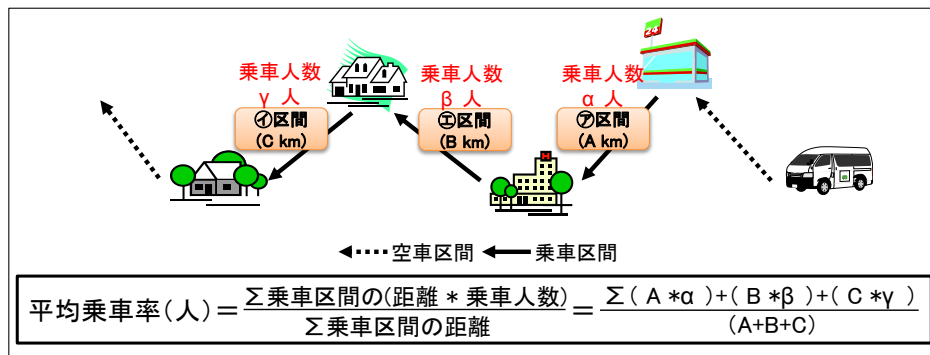 24
乗車人数
γ 人
乗車人数
β 人
乗車人数
α 人
㋑区間
(C km)
㋓区間
(B km)
㋐区間
(A km)
H
空車区間
乗車区間
平均乗車率(人)＝
Σ乗車区間の(距離 * 乗車人数)
Σ乗車区間の距離
＝
Σ( A *α )+( B *β )+( C *γ )
(A+B+C)